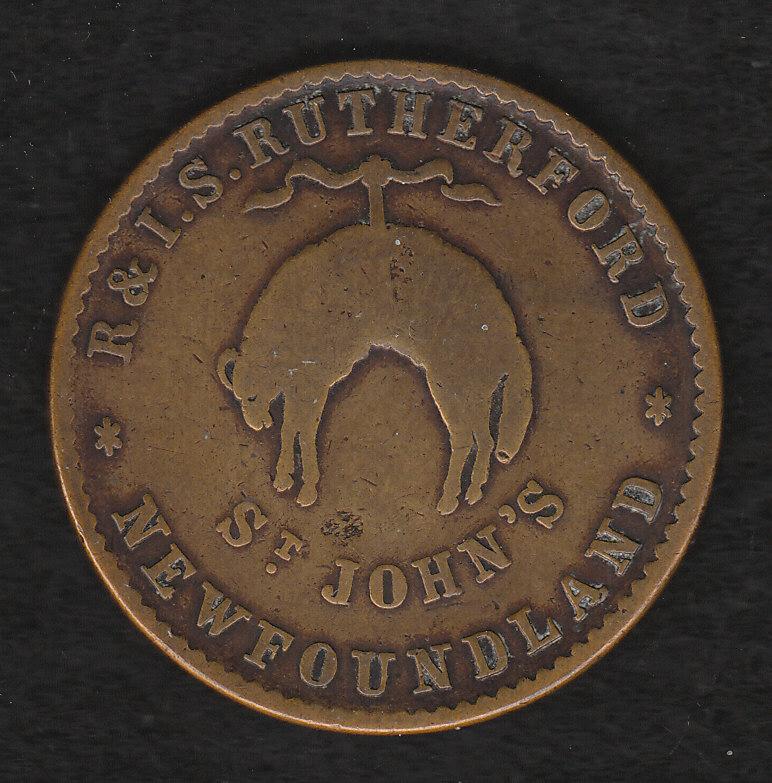 R & I.S. RUTHERFORD
ST. JOHN'S
* NEWFOUNDLAND *